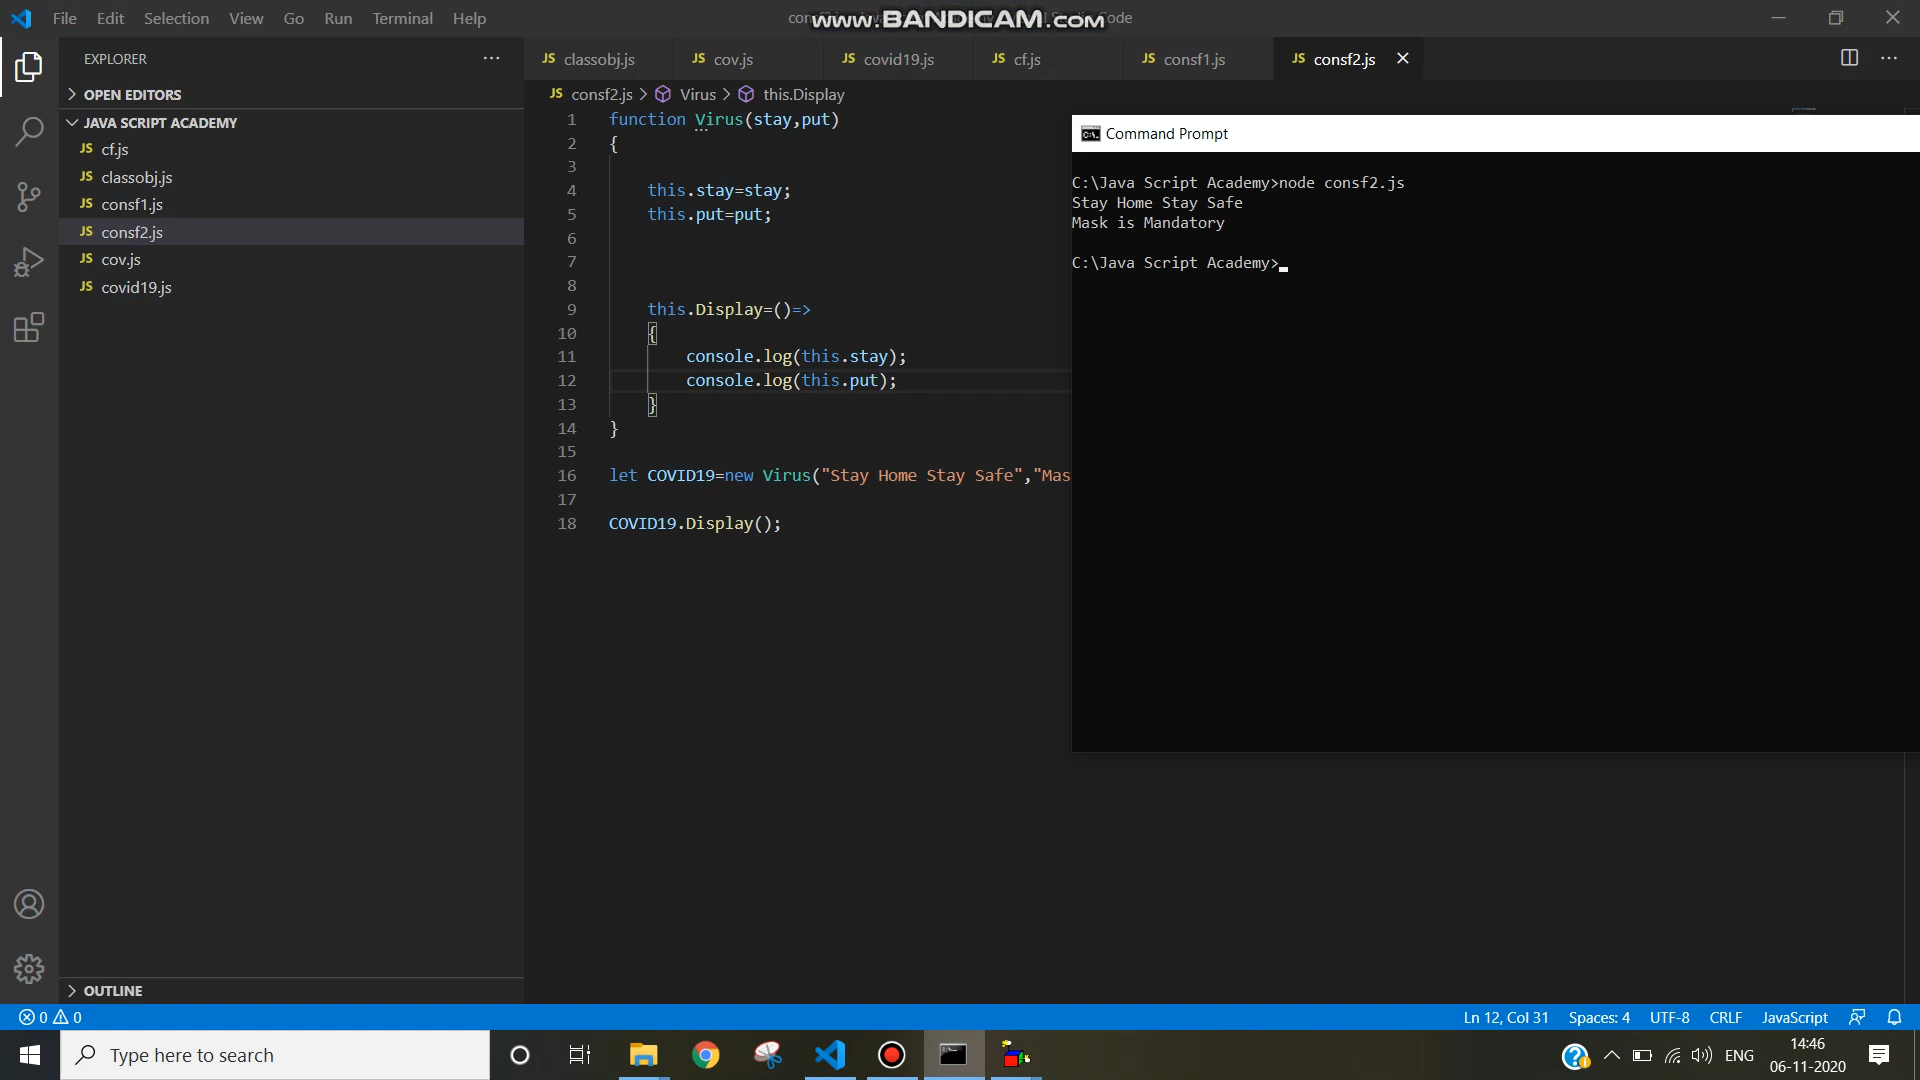 File Edit Selection View Go Run Terminal Help
www.BANDICAM.com
Code
EXPLORER
JS classobj.js JS cov.js JS covid19.js JS cf.js JS consf1.js JS consf2.js
OPEN EDITORS
JAVA SCRIPT ACADEMY
JS cf.js
JS classobj.js
JS consf1.js
JS consf2.js
JS cov.js
JS covid19.js
OUTLINE
JS consf2.js > Virus > this.Display
1 function Virus(stay,put)
2 {
3
4 this.stay=stay;
5 this.put=put;
6
7
8
9 this.Display=()=>
10 {
11 console.log(this.stay);
12 console.log(this.put);
13 }
14 }
15
16 let COVID19=new Virus("Stay Home Stay Safe","Mas
17
18 COVID19.Display();
Command Prompt
C:\Java Script Academy>node consf2.js
Stay Home Stay Safe
Mask is Mandatory
C:\Java Script Academy>
0 0 Ln 12, Col 31 Spaces: 4 UTF-8 CRLF JavaScript
Type here to search
ENG
14:46
06-11-2020